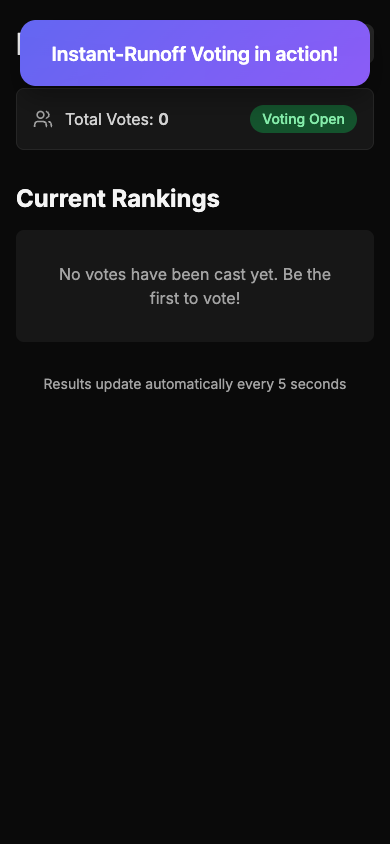 Instant-Runoff Voting in action!
Total Votes: 0
Voting Open
Current Rankings
No votes have been cast yet. Be the
first to vote!
Results update automatically every 5 seconds